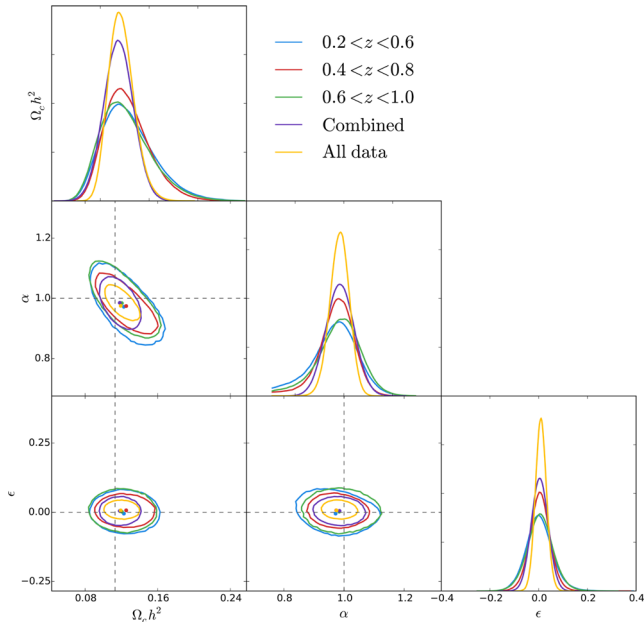 Ω_c h²
0.2 < z < 0.6
0.4 < z < 0.8
0.6 < z < 1.0
Combined
All data
α
1.2
1.0
0.8
ϵ
0.25
0.00
−0.25
0.08 0.16 0.24
0.8 1.0 1.2
−0.4 −0.2 0.0 0.2 0.4
Ω_c h²
α
ϵ